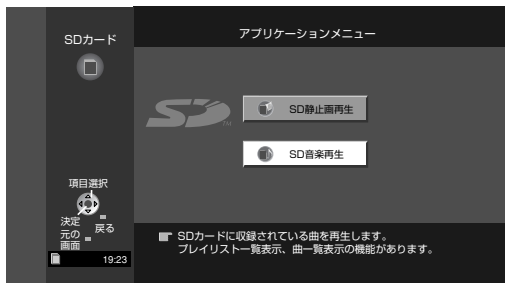 SDカード
アプリケーションメニュー
SD
TM
SD静止画再生
SD音楽再生
項目選択
決定
戻る
元の
画面
19:23
SDカードに収録されている曲を再生します。
プレイリスト一覧表示、曲一覧表示の機能があります。